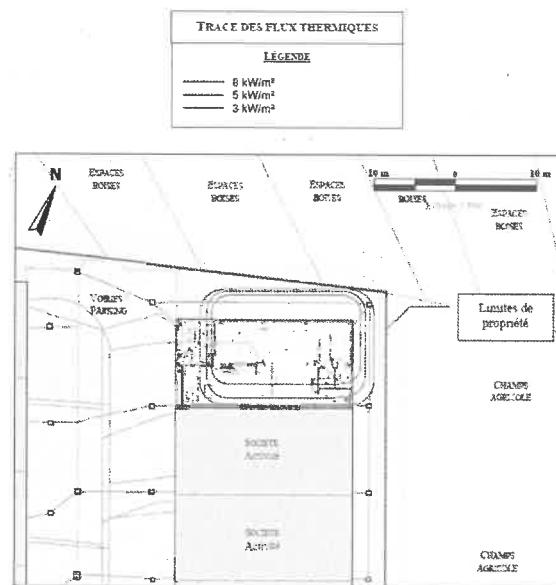 TRACE DES FLUX THERMIQUES
LÉGENDE
8 kW/m²
5 kW/m²
3 kW/m²
N
ESPACES
BOISES
ESPACES
BOISES
ESPACES
BOISES
10 m
0
10 m
BOISES
ESPACES
BOISES
VOIRIES
PARKING
Limites de
propriété
CHAMPS
AGRICOLE
SOCIETE
ACTIVITE
SOCIETE
ACTIVITE
CHAMPS
AGRICOLE